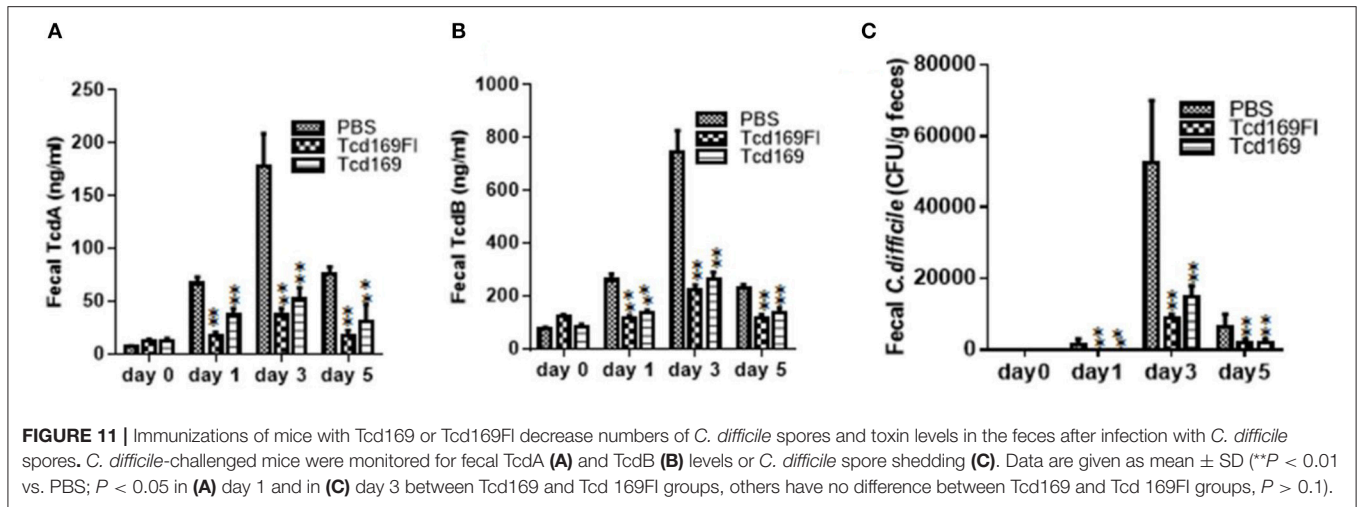 A
Fecal TcdA (ng/ml)
250
200
150
100
50
0
PBS
Tcd169FI
Tcd169
** ** ** ** ** **
day 0 day 1 day 3 day 5
B
Fecal TcdB (ng/ml)
1000
800
600
400
200
0
PBS
Tcd169FI
Tcd169
** ** ** ** ** **
day 0 day 1 day 3 day 5
C
Fecal C.difficile (CFU/g feces)
80000
60000
40000
20000
0
PBS
Tcd169FI
Tcd169
** ** ** ** ** **
day0 day1 day3 day5
FIGURE 11 | Immunizations of mice with Tcd169 or Tcd169FI decrease numbers of C. difficile spores and toxin levels in the feces after infection with C. difficile
spores. C. difficile-challenged mice were monitored for fecal TcdA (A) and TcdB (B) levels or C. difficile spore shedding (C). Data are given as mean ± SD (**P < 0.01
vs. PBS; P < 0.05 in (A) day 1 and in (C) day 3 between Tcd169 and Tcd 169FI groups, others have no difference between Tcd169 and Tcd 169FI groups, P > 0.1).